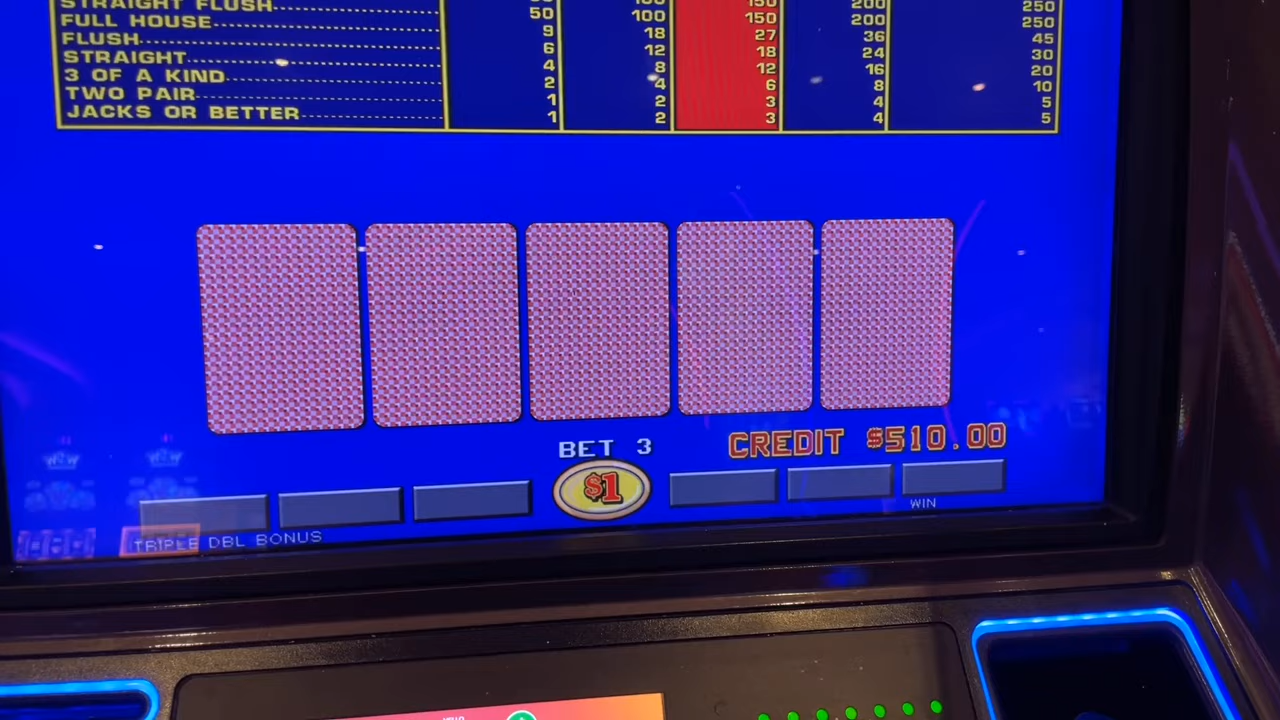 150 200 250
STRAIGHT FLUSH 50 100 150 200 250
FULL HOUSE 9 18 27 36 45
FLUSH 6 12 18 24 30
STRAIGHT 4 8 12 16 20
3 OF A KIND 2 4 6 8 10
TWO PAIR 1 2 3 4 5
JACKS OR BETTER 1 2 3 4 5
BET 3
CREDIT $510.00
$1
WIN
TRIPLE DBL BONUS